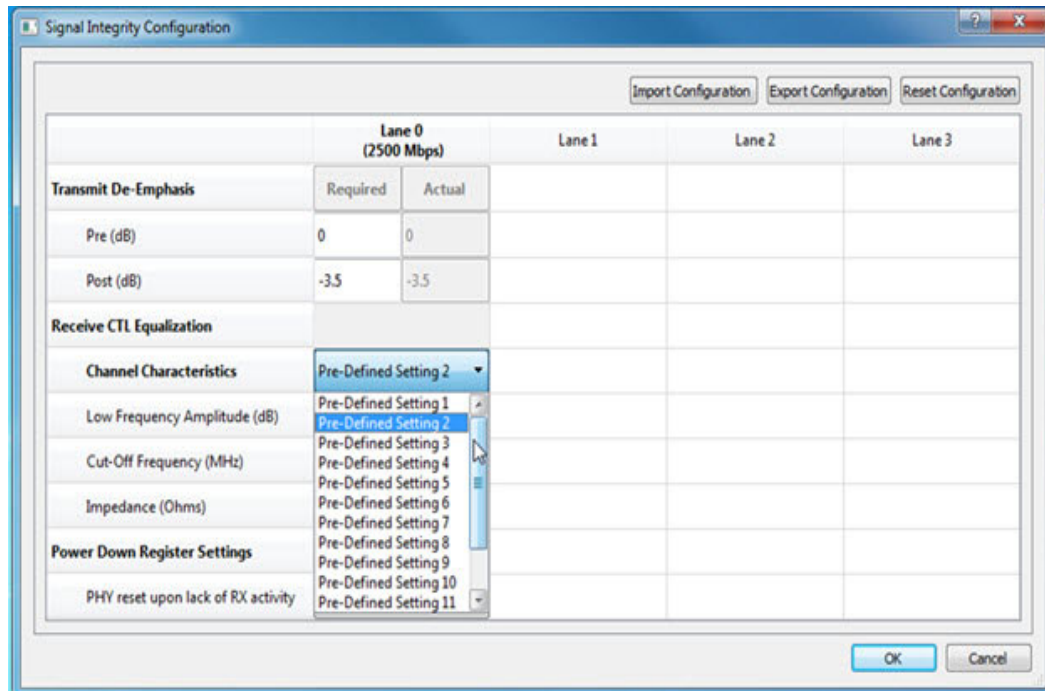 Signal Integrity Configuration
Import Configuration Export Configuration Reset Configuration
Lane 0
(2500 Mbps)
Lane 1
Lane 2
Lane 3
Transmit De-Emphasis Required Actual
Pre (dB) 0 0
Post (dB) -3.5 -3.5
Receive CTL Equalization
Channel Characteristics Pre-Defined Setting 2
Low Frequency Amplitude (dB)
Cut-Off Frequency (MHz)
Impedance (Ohms)
Power Down Register Settings
PHY reset upon lack of RX activity
Pre-Defined Setting 1
Pre-Defined Setting 2
Pre-Defined Setting 3
Pre-Defined Setting 4
Pre-Defined Setting 5
Pre-Defined Setting 6
Pre-Defined Setting 7
Pre-Defined Setting 8
Pre-Defined Setting 9
Pre-Defined Setting 10
Pre-Defined Setting 11
OK Cancel